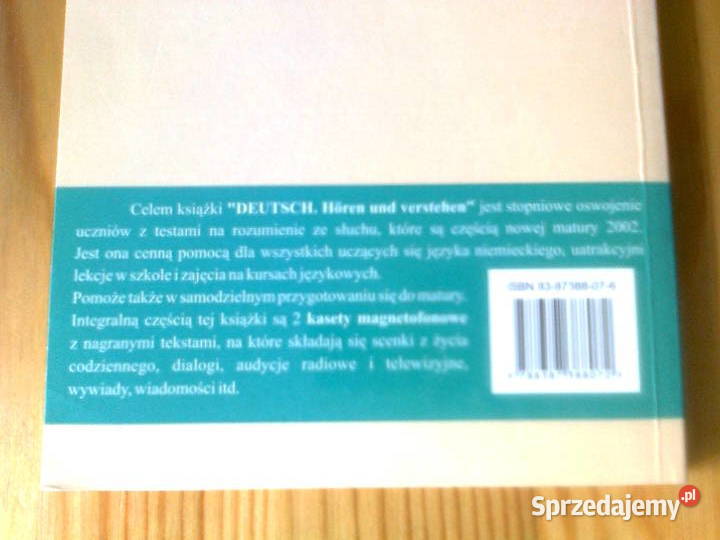 Celem książki "DEUTSCH. Hören und verstehen" jest stopniowe oswojenie
uczniów z testami na rozumienie ze słuchu, które są częścią nowej matury 2002.
Jest ona cenną pomocą dla wszystkich uczących się języka niemieckiego, uatrakcyjni
lekcje w szkole i zajęcia na kursach językowych.
Pomoże także w samodzielnym przygotowaniu się do matury.
Integralną częścią tej książki są 2 kasety magnetofonowe
z nagranymi tekstami, na które składają się scenki z życia
codziennego, dialogi, audycje radiowe i telewizyjne,
wywiady, wiadomości itd.
ISBN 83-87388-07-6
Sprzedajemy.pl